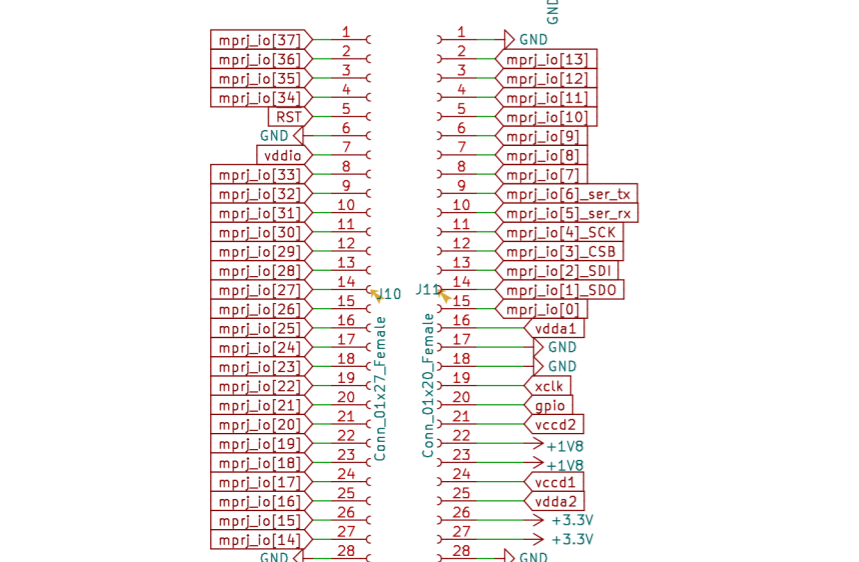 GND
mprj_io[37] 1 1 GND
mprj_io[36] 2 2 mprj_io[13]
mprj_io[35] 3 3 mprj_io[12]
mprj_io[34] 4 4 mprj_io[11]
RST 5 5 mprj_io[10]
GND 6 6 mprj_io[9]
vddio 7 7 mprj_io[8]
mprj_io[33] 8 8 mprj_io[7]
mprj_io[32] 9 9 mprj_io[6]_ser_tx
mprj_io[31] 10 10 mprj_io[5]_ser_rx
mprj_io[30] 11 11 mprj_io[4]_SCK
mprj_io[29] 12 12 mprj_io[3]_CSB
mprj_io[28] 13 13 mprj_io[2]_SDI
mprj_io[27] 14 14 mprj_io[1]_SDO
J10 J11
mprj_io[26] 15 15 mprj_io[0]
mprj_io[25] 16 16 vdda1
mprj_io[24] 17 17 GND
mprj_io[23] 18 18 GND
mprj_io[22] 19 19 xclk
mprj_io[21] 20 20 gpio
mprj_io[20] 21 21 vccd2
mprj_io[19] 22 22 +1V8
mprj_io[18] 23 23 +1V8
mprj_io[17] 24 24 vccd1
mprj_io[16] 25 25 vdda2
mprj_io[15] 26 26 +3.3V
mprj_io[14] 27 27 +3.3V
GND 28 28 GND
Conn_01x27_Female
Conn_01x20_Female